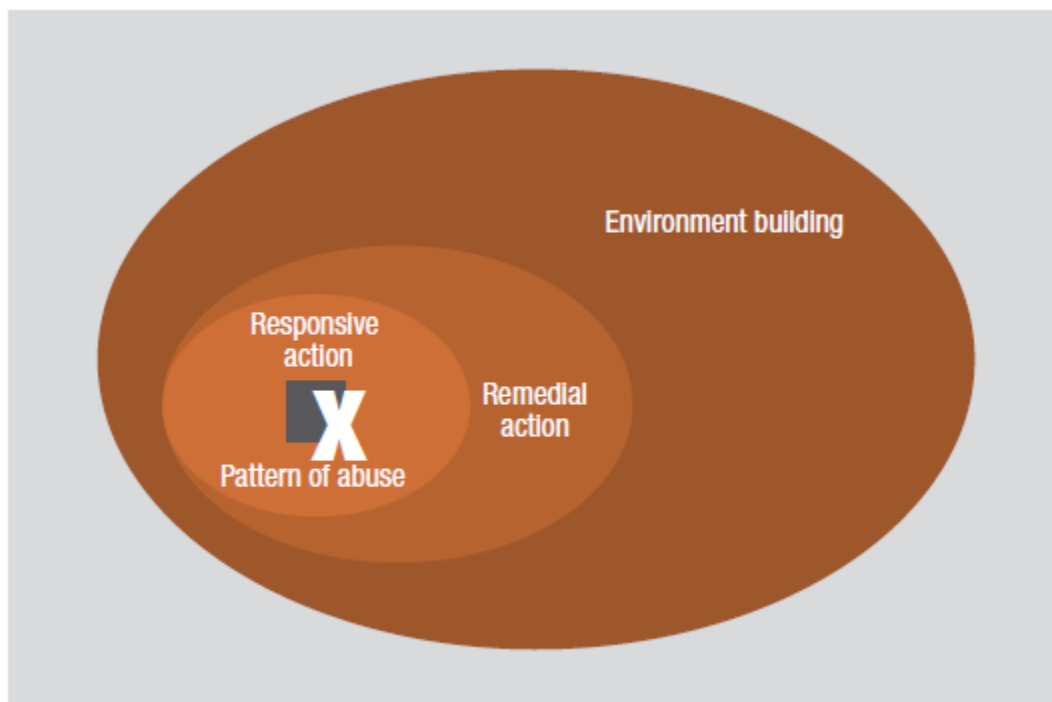 Environment building
Responsive
action
Remedial
action
X
Pattern of abuse